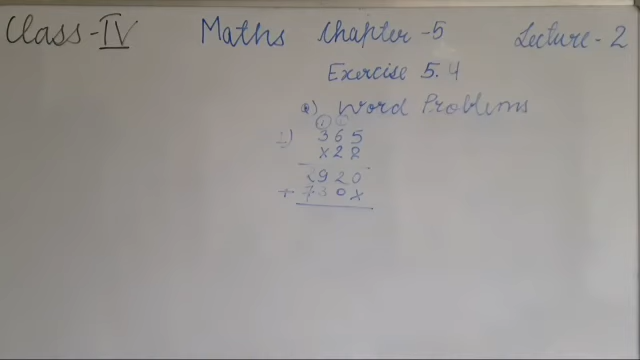 Class-IV Maths Chapter-5 Lecture-2
Exercise 5.4
Word Problems
1) 365
x28
2920
+ 730x